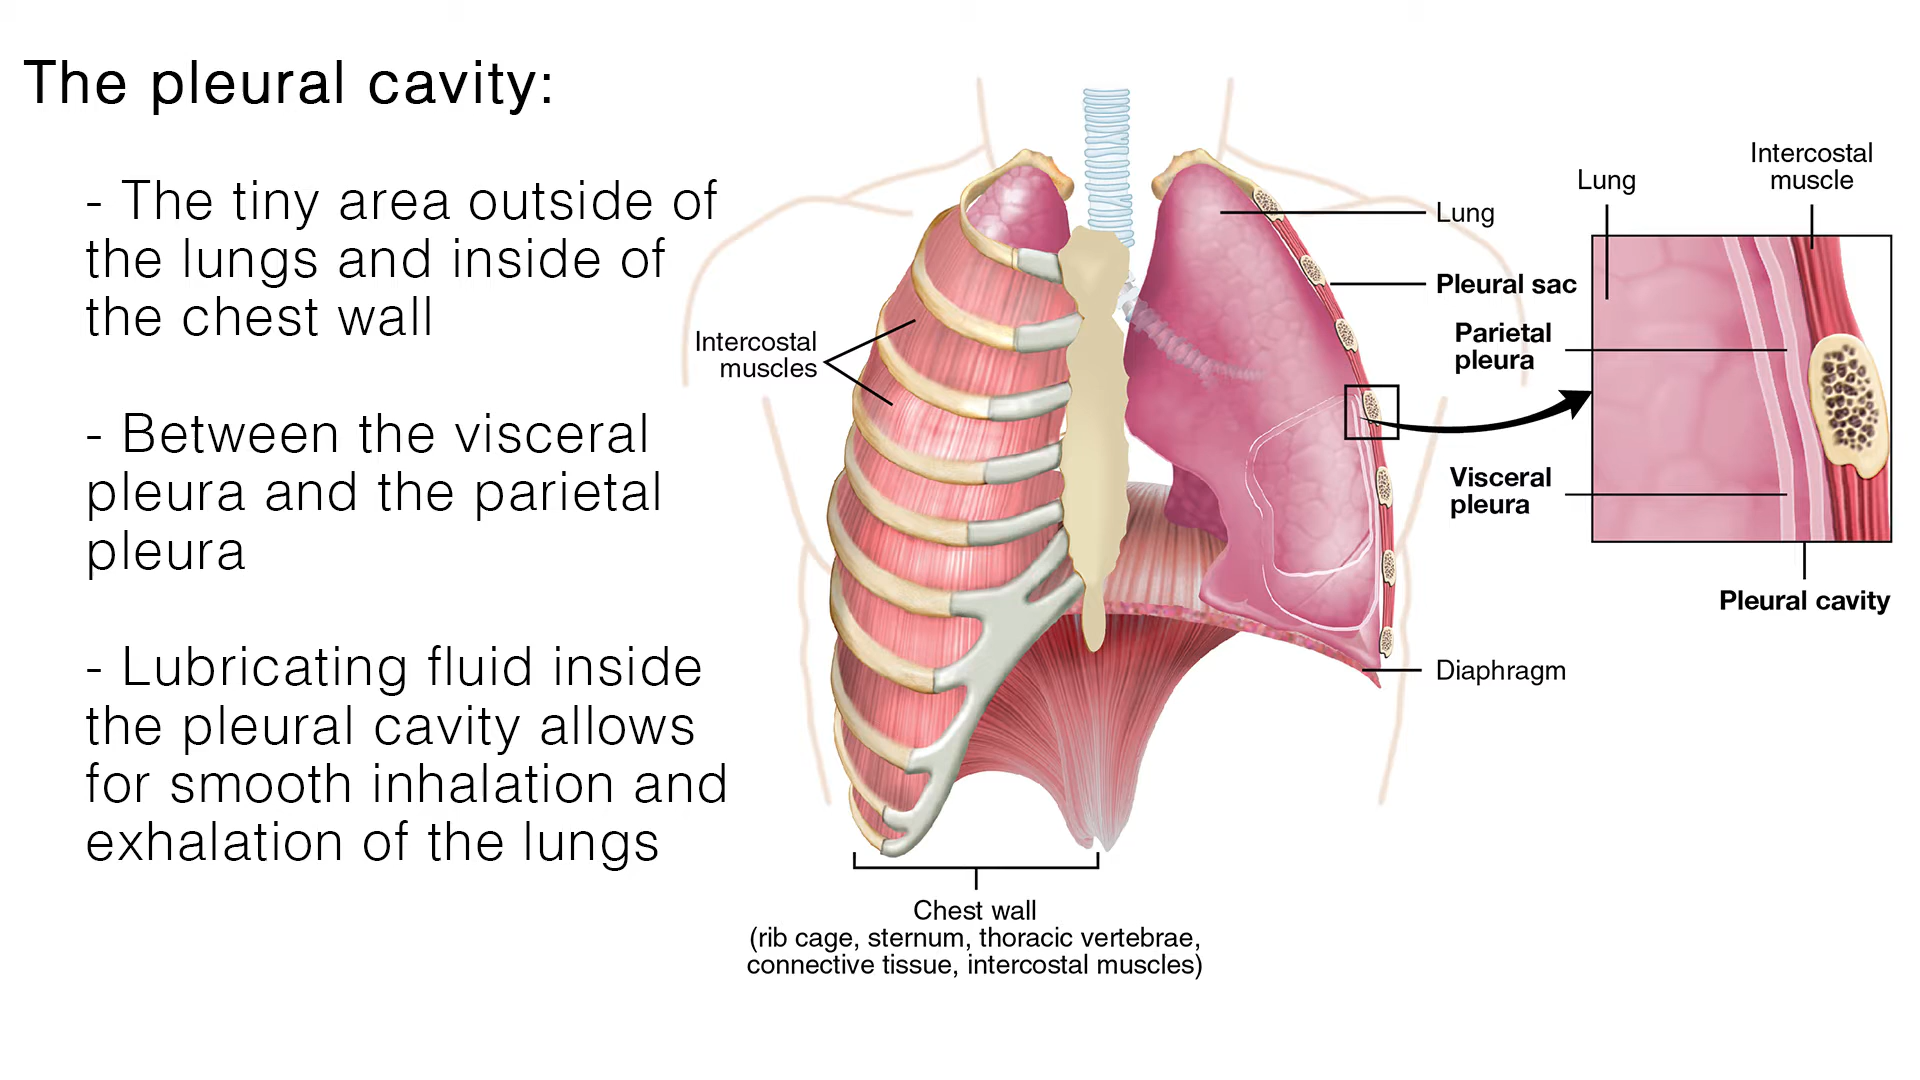 The pleural cavity:
- The tiny area outside of
the lungs and inside of
the chest wall
- Between the visceral
pleura and the parietal
pleura
- Lubricating fluid inside
the pleural cavity allows
for smooth inhalation and
exhalation of the lungs
Intercostal
muscles
Chest wall
(rib cage, sternum, thoracic vertebrae,
connective tissue, intercostal muscles)
Lung
Pleural sac
Parietal
pleura
Visceral
pleura
Diaphragm
Lung
Intercostal
muscle
Pleural cavity